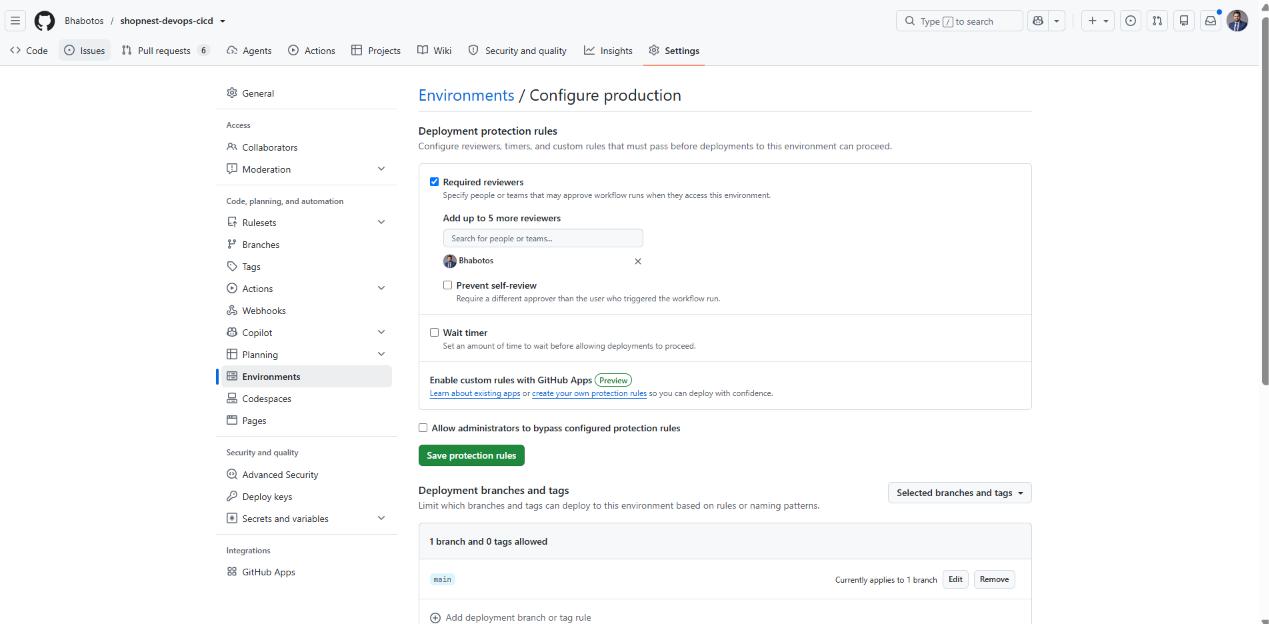 Bhabotos / shopnest-devops-cicd
Type / to search
Code
Issues
Pull requests 6
Agents
Actions
Projects
Wiki
Security and quality
Insights
Settings
General
Access
Collaborators
Moderation
Code, planning, and automation
Rulesets
Branches
Tags
Actions
Webhooks
Copilot
Planning
Environments
Codespaces
Pages
Security and quality
Advanced Security
Deploy keys
Secrets and variables
Integrations
GitHub Apps
Environments / Configure production
Deployment protection rules
Configure reviewers, timers, and custom rules that must pass before deployments to this environment can proceed.
Required reviewers
Specify people or teams that may approve workflow runs when they access this environment.
Add up to 5 more reviewers
Search for people or teams...
Bhabotos
Prevent self-review
Require a different approver than the user who triggered the workflow run.
Wait timer
Set an amount of time to wait before allowing deployments to proceed.
Enable custom rules with GitHub Apps Preview
Learn about existing apps or create your own protection rules so you can deploy with confidence.
Allow administrators to bypass configured protection rules
Save protection rules
Deployment branches and tags
Selected branches and tags
Limit which branches and tags can deploy to this environment based on rules or naming patterns.
1 branch and 0 tags allowed
main
Currently applies to 1 branch
Edit
Remove
Add deployment branch or tag rule